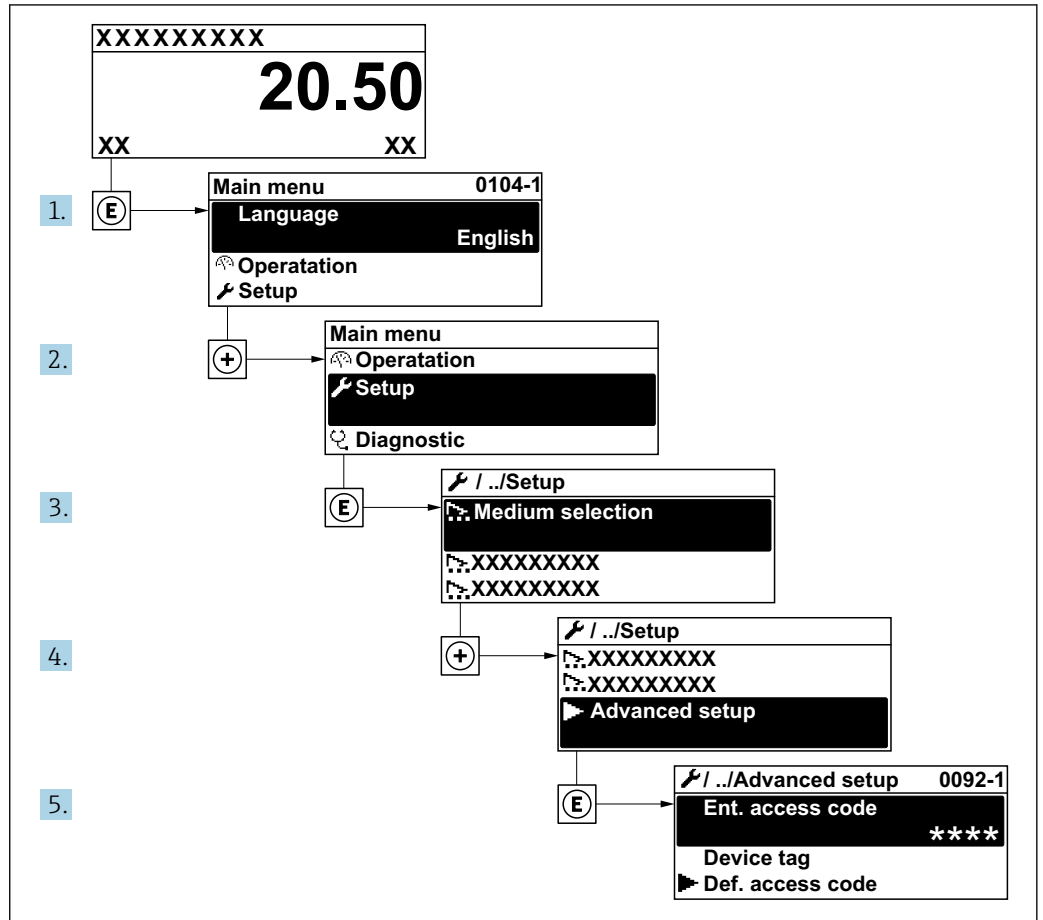 XXXXXXXXX
20.50
XX XX
1. E
Main menu 0104-1
Language
English
Operatation
Setup
2. +
Main menu
Operatation
Setup
Diagnostic
3. E
/ ../Setup
Medium selection
XXXXXXXXX
XXXXXXXXX
4. +
/ ../Setup
XXXXXXXXX
XXXXXXXXX
Advanced setup
5. E
/ ../Advanced setup 0092-1
Ent. access code
****
Device tag
Def. access code